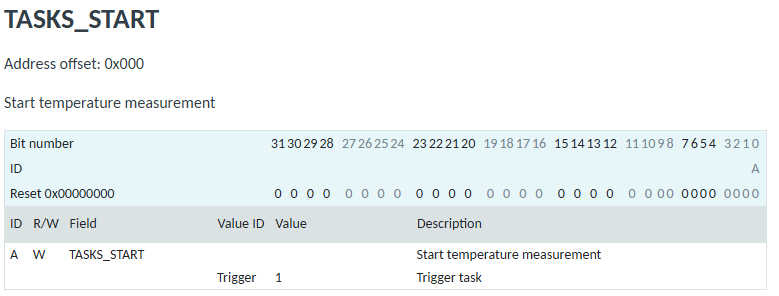 TASKS_START
Address offset: 0x000
Start temperature measurement
Bit number 31 30 29 28 27 26 25 24 23 22 21 20 19 18 17 16 15 14 13 12 11 10 9 8 7 6 5 4 3 2 1 0
ID A
Reset 0x00000000 0 0 0 0 0 0 0 0 0 0 0 0 0 0 0 0 0 0 0 0 0 0 0 0 0 0 0 0 0 0 0 0
ID R/W Field Value ID Value Description
A W TASKS_START Start temperature measurement
Trigger 1 Trigger task